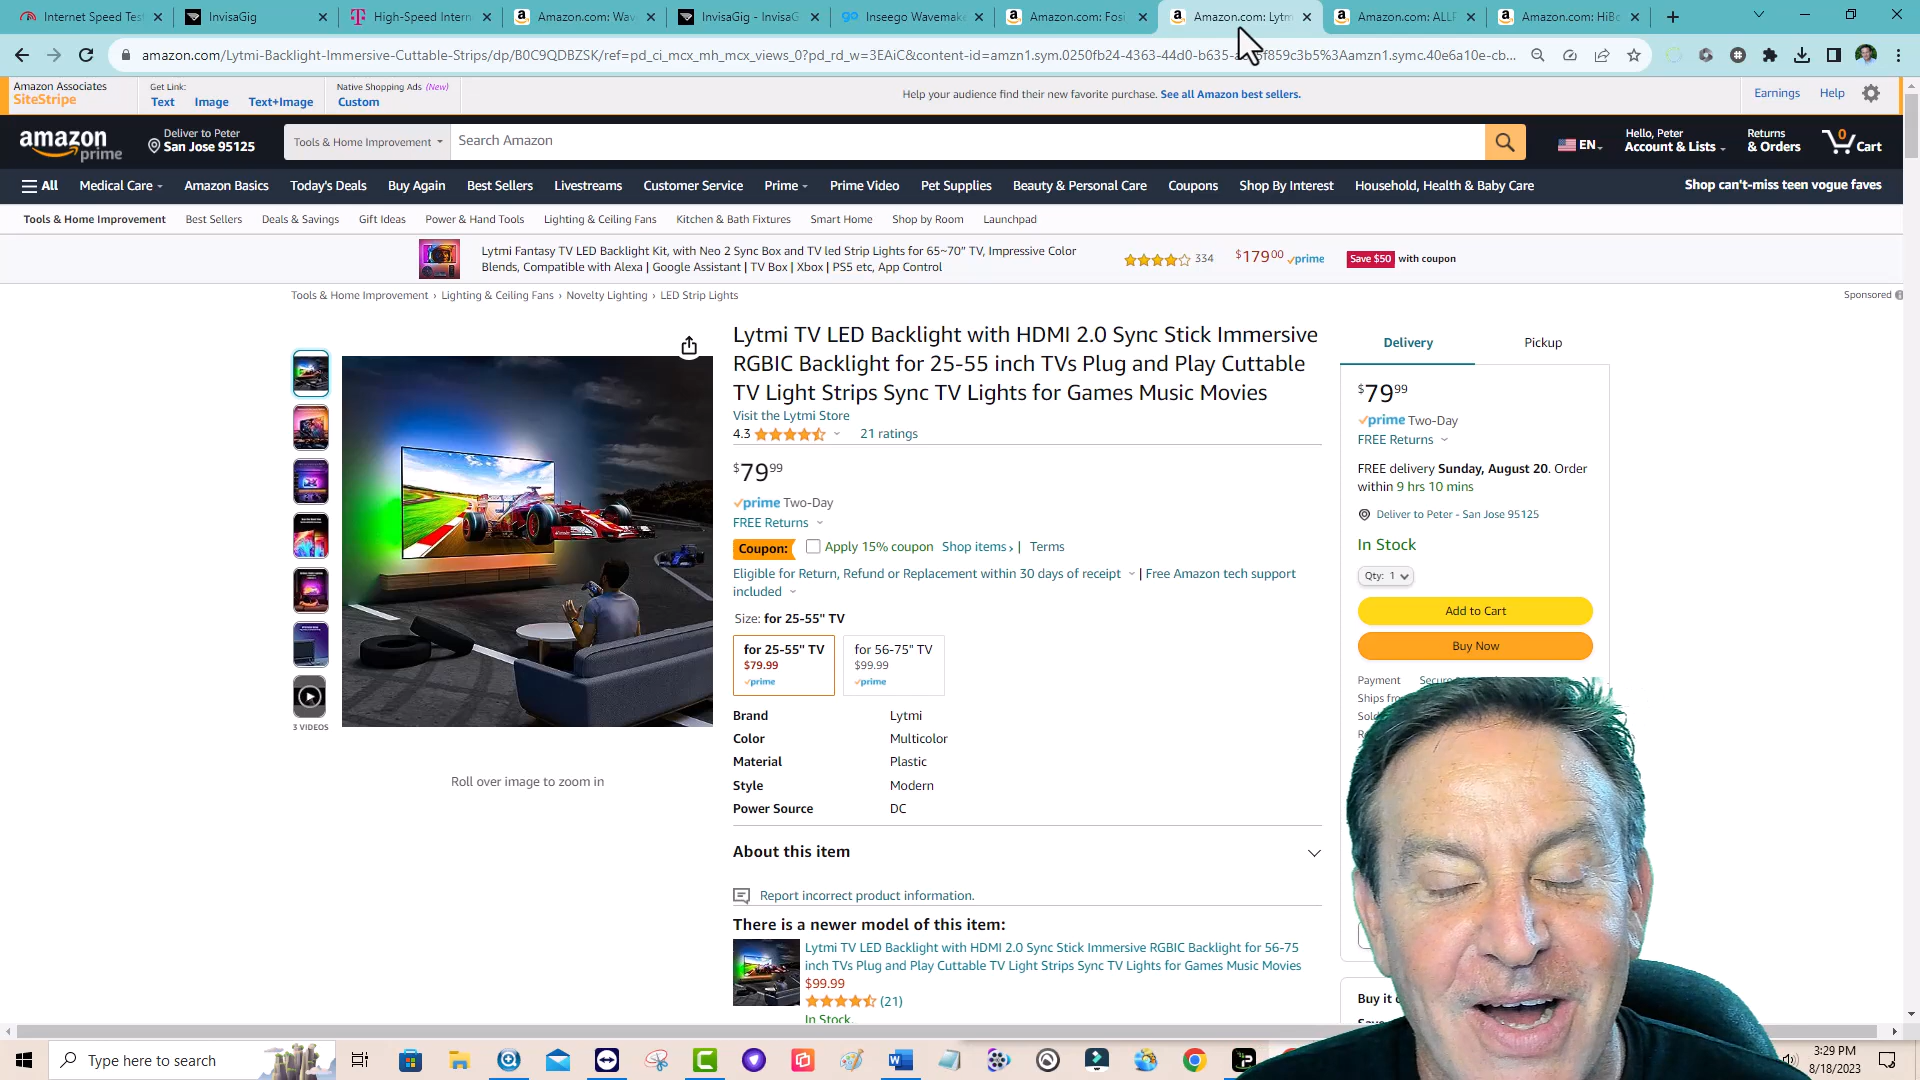 Internet Speed Test
InvisaGig
High-Speed Intern
Amazon.com: Wav
InvisaGig - InvisaG
Inseego Wavemake
Amazon.com: Fosi
Amazon.com: Lytm
Amazon.com: ALLF
Amazon.com: HiBo
amazon.com/Lytmi-Backlight-Immersive-Cuttable-Strips/dp/B0C9QDBZSK/ref=pd_ci_mcx_mh_mcx_views_0?pd_rd_w=3EAiC&content-id=amzn1.sym.0250fb24-4363-44d0-b635-
Amazon Associates
SiteStripe
Get Link:
Text Image Text+Image
Native Shopping Ads (New)
Custom
Help your audience find their new favorite purchase. See all Amazon best sellers.
Earnings Help
amazon
prime
Deliver to Peter
San Jose 95125
Tools & Home Improvement
Search Amazon
EN
Hello, Peter
Account & Lists
Returns
& Orders
0
Cart
All Medical Care Amazon Basics Today's Deals Buy Again Best Sellers Livestreams Customer Service Prime Prime Video Pet Supplies Beauty & Personal Care Coupons Shop By Interest Household, Health & Baby Care
Shop can't-miss teen vogue faves
Tools & Home Improvement Best Sellers Deals & Savings Gift Ideas Power & Hand Tools Lighting & Ceiling Fans Kitchen & Bath Fixtures Smart Home Shop by Room Launchpad
Lytmi Fantasy TV LED Backlight Kit, with Neo 2 Sync Box and TV led Strip Lights for 65~70" TV, Impressive Color
Blends, Compatible with Alexa | Google Assistant | TV Box | Xbox | PS5 etc, App Control
334
$179.00 prime
Save $50 with coupon
Tools & Home Improvement › Lighting & Ceiling Fans › Novelty Lighting › LED Strip Lights
Sponsored
Lytmi TV LED Backlight with HDMI 2.0 Sync Stick Immersive
RGBIC Backlight for 25-55 inch TVs Plug and Play Cuttable
TV Light Strips Sync TV Lights for Games Music Movies
Visit the Lytmi Store
4.3 21 ratings
$79.99
prime Two-Day
FREE Returns
Coupon: Apply 15% coupon Shop items › | Terms
Eligible for Return, Refund or Replacement within 30 days of receipt | Free Amazon tech support
included
Size: for 25-55" TV
for 25-55" TV
$79.99
prime
for 56-75" TV
$99.99
prime
Brand Lytmi
Color Multicolor
Material Plastic
Style Modern
Power Source DC
About this item
Report incorrect product information.
There is a newer model of this item:
Lytmi TV LED Backlight with HDMI 2.0 Sync Stick Immersive RGBIC Backlight for 56-75
inch TVs Plug and Play Cuttable TV Light Strips Sync TV Lights for Games Music Movies
$99.99
(21)
In Stock.
3 VIDEOS
Roll over image to zoom in
Delivery Pickup
$79.99
prime Two-Day
FREE Returns
FREE delivery Sunday, August 20. Order
within 9 hrs 10 mins
Deliver to Peter - San Jose 95125
In Stock
Qty: 1
Add to Cart
Buy Now
Payment
Ships
Buy it
Type here to search
3:29 PM
8/18/2023